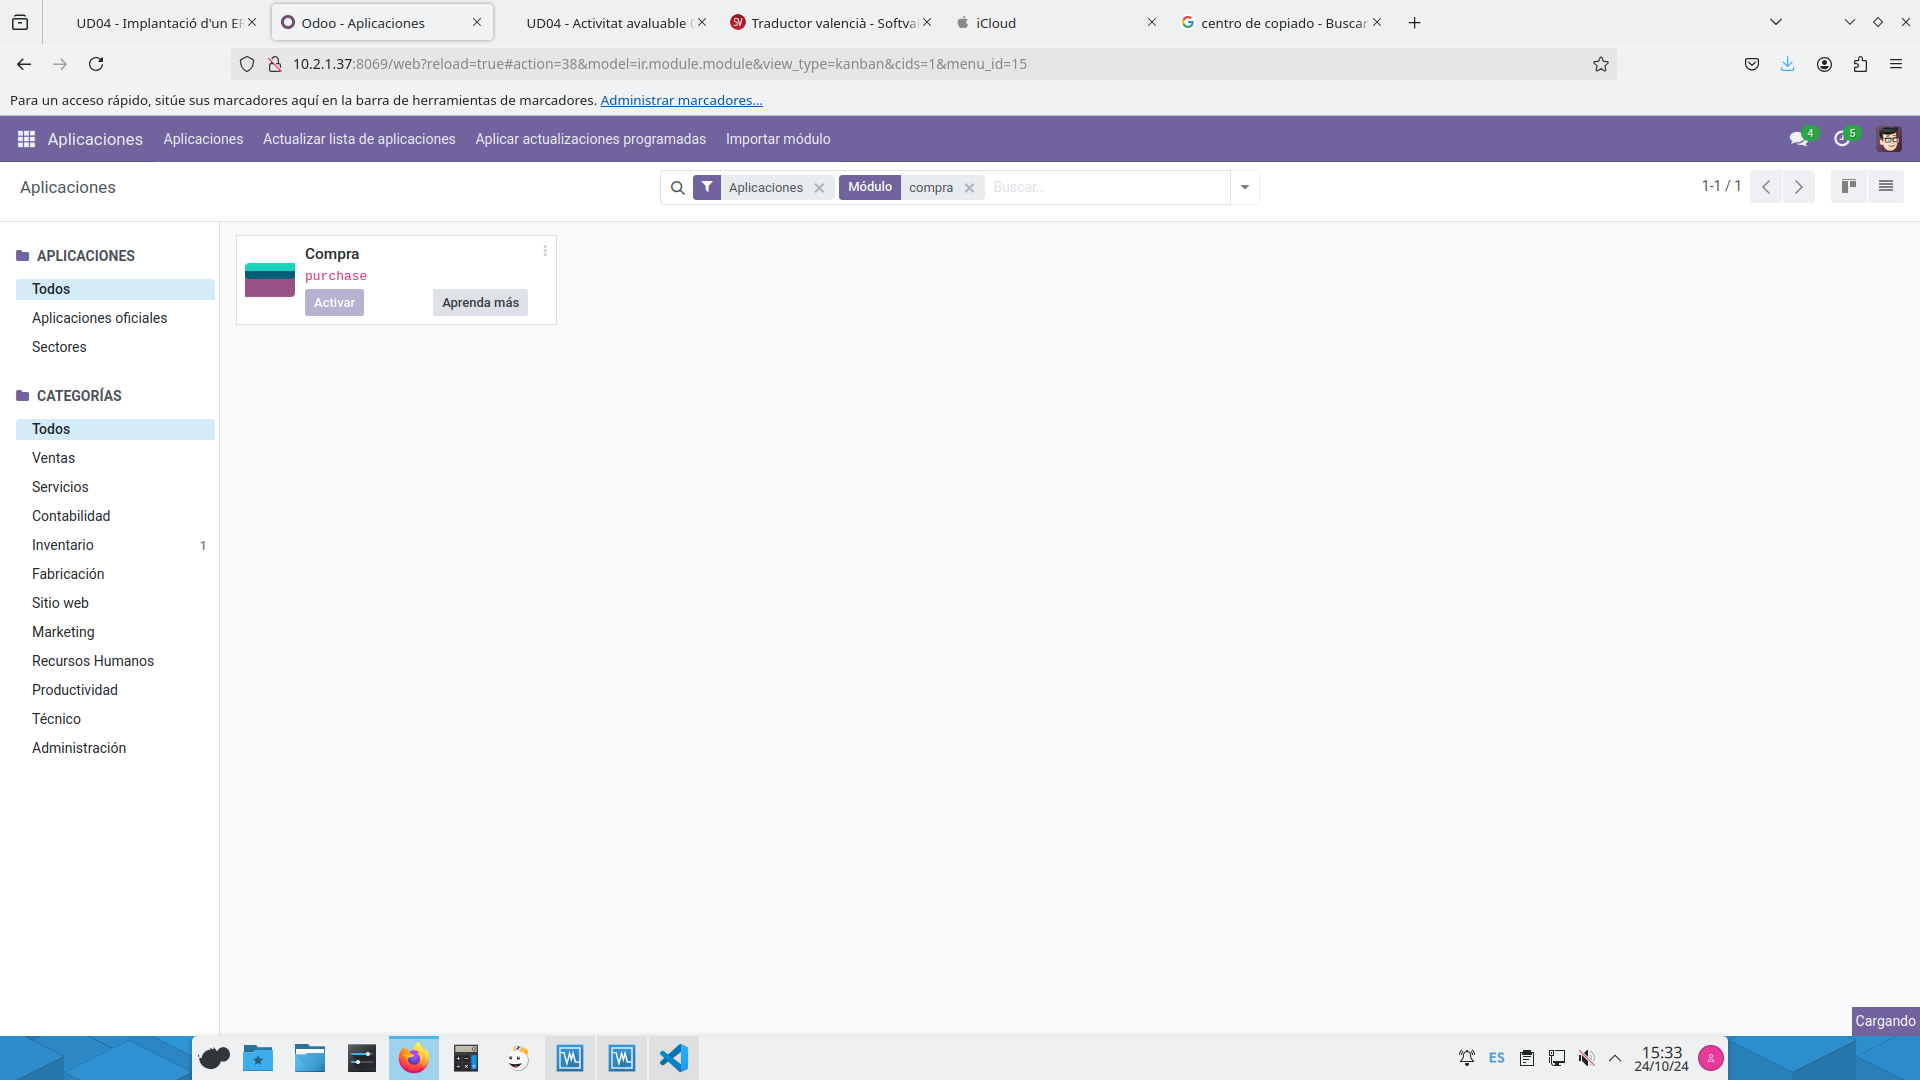 UD04 - Implantació d'un ER
Odoo - Aplicaciones
UD04 - Activitat avaluable
Traductor valencià - Softval
iCloud
centro de copiado - Buscar
10.2.1.37:8069/web?reload=true#action=38&model=ir.module.module&view_type=kanban&cids=1&menu_id=15
Para un acceso rápido, sitúe sus marcadores aquí en la barra de herramientas de marcadores. Administrar marcadores...
Aplicaciones
Aplicaciones
Actualizar lista de aplicaciones
Aplicar actualizaciones programadas
Importar módulo
4
5
Aplicaciones
Aplicaciones
Módulo
compra
Buscar...
1-1 / 1
APLICACIONES
Todos
Aplicaciones oficiales
Sectores
CATEGORÍAS
Todos
Ventas
Servicios
Contabilidad
Inventario 1
Fabricación
Sitio web
Marketing
Recursos Humanos
Productividad
Técnico
Administración
Compra
purchase
Activar
Aprenda más
Cargando
ES
15:33
24/10/24